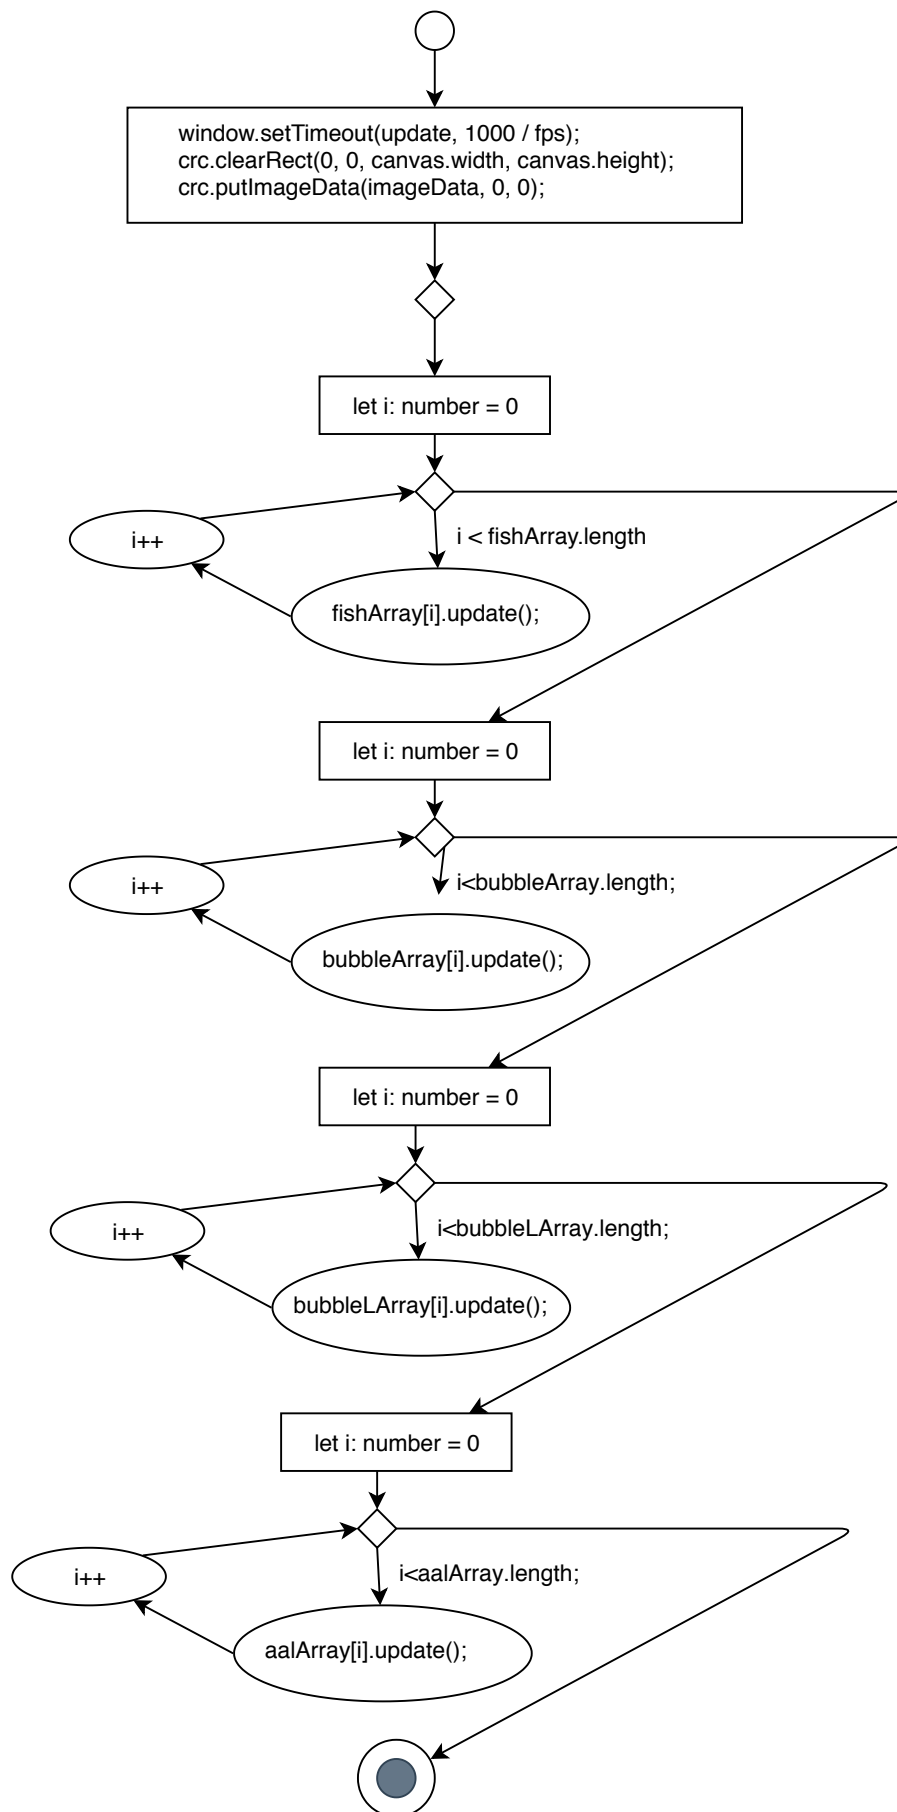 window.setTimeout(update, 1000 / fps);
crc.clearRect(0, 0, canvas.width, canvas.height);
crc.putImageData(imageData, 0, 0);
let i: number = 0
i < fishArray.length
i++
fishArray[i].update();
let i: number = 0
i<bubbleArray.length;
i++
bubbleArray[i].update();
let i: number = 0
i<bubbleLArray.length;
i++
bubbleLArray[i].update();
let i: number = 0
i<aalArray.length;
i++
aalArray[i].update();